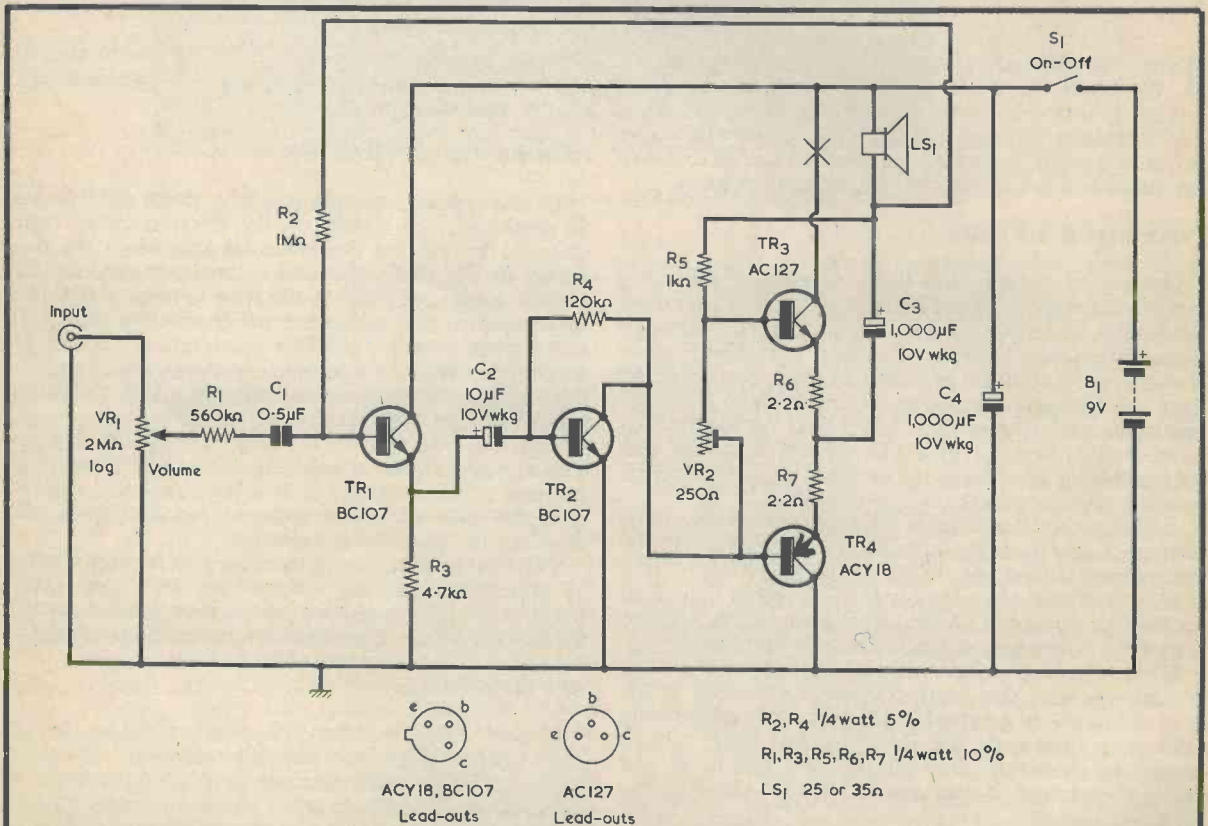 S1
On-Off
LS1
R2
1MΩ
TR3
AC127
R5
1kΩ
R4
120kΩ
C3
1,000µF
10V wkg
Input
R1
560kΩ
C1
0·5µF
C2
10µF
10V wkg
R6
2·2Ω
C4
1,000µF
10V wkg
B1
9V
VR1
2MΩ
log
Volume
VR2
250Ω
R7
2·2Ω
TR1
BC107
TR2
BC107
TR4
ACY18
R3
4·7kΩ
e
b
c
ACY18, BC107
Lead-outs
b
e
c
AC127
Lead-outs
R2, R4 1/4 watt 5%
R1, R3, R5, R6, R7 1/4 watt 10%
LS1 25 or 35Ω